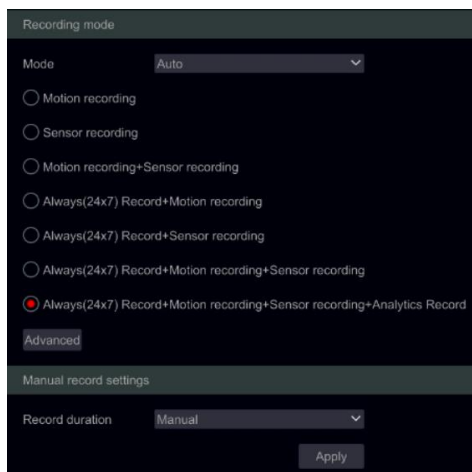 Recording mode
Mode Auto
Motion recording
Sensor recording
Motion recording+Sensor recording
Always(24x7) Record+Motion recording
Always(24x7) Record+Sensor recording
Always(24x7) Record+Motion recording+Sensor recording
Always(24x7) Record+Motion recording+Sensor recording+Analytics Record
Advanced
Manual record settings
Record duration Manual
Apply